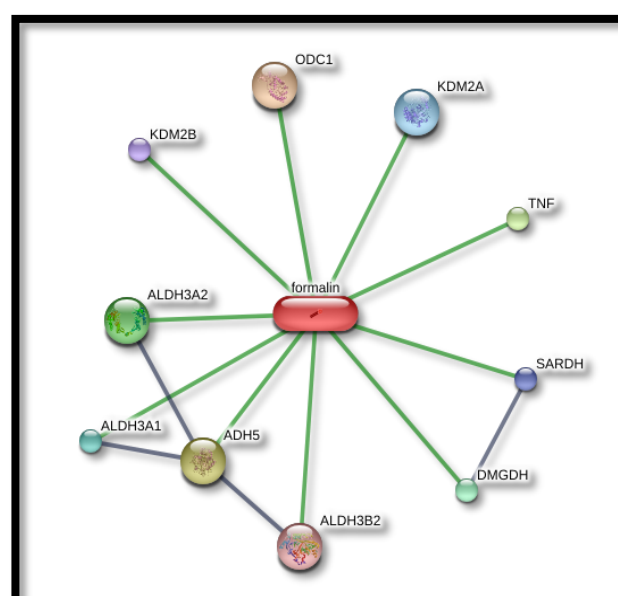 ODC1
KDM2A
KDM2B
TNF
formalin
ALDH3A2
SARDH
ALDH3A1
ADH5
DMGDH
ALDH3B2